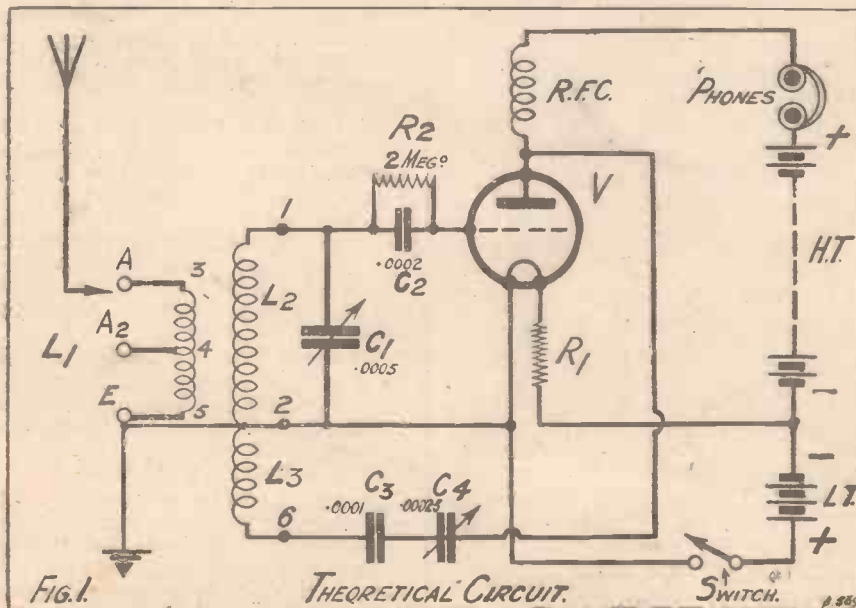 R.F.C.
PHONES
R2
2 MEGº
+
A
3
1
V
.0002
C2
H.T.
L2
A2
4
L1
C1
.0005
R1
E
5
2
−
−
L3
C3
C4
L.T.
6
.0001
.00025
+
FIG.1.
THEORETICAL CIRCUIT.
SWITCH.